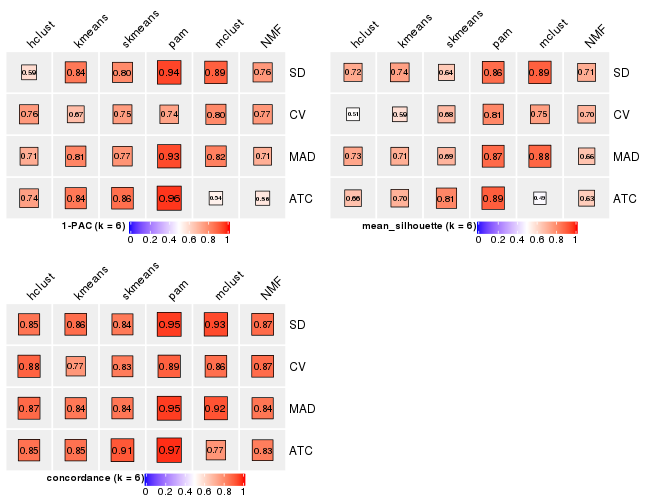 hclust kmeans skmeans pam mclust NMF
0.59 0.84 0.80 0.94 0.89 0.76 SD
0.76 0.67 0.75 0.74 0.80 0.77 CV
0.71 0.81 0.77 0.93 0.82 0.71 MAD
0.74 0.84 0.86 0.96 0.54 0.56 ATC
1-PAC (k = 6)
0 0.2 0.4 0.6 0.8 1
hclust kmeans skmeans pam mclust NMF
0.72 0.74 0.64 0.86 0.89 0.71 SD
0.51 0.59 0.68 0.81 0.75 0.70 CV
0.73 0.71 0.69 0.87 0.88 0.66 MAD
0.66 0.70 0.81 0.89 0.49 0.63 ATC
mean_silhouette (k = 6)
0 0.2 0.4 0.6 0.8 1
hclust kmeans skmeans pam mclust NMF
0.85 0.86 0.84 0.95 0.93 0.87 SD
0.88 0.77 0.83 0.89 0.86 0.87 CV
0.87 0.84 0.84 0.95 0.92 0.84 MAD
0.85 0.85 0.91 0.97 0.77 0.83 ATC
concordance (k = 6)
0 0.2 0.4 0.6 0.8 1